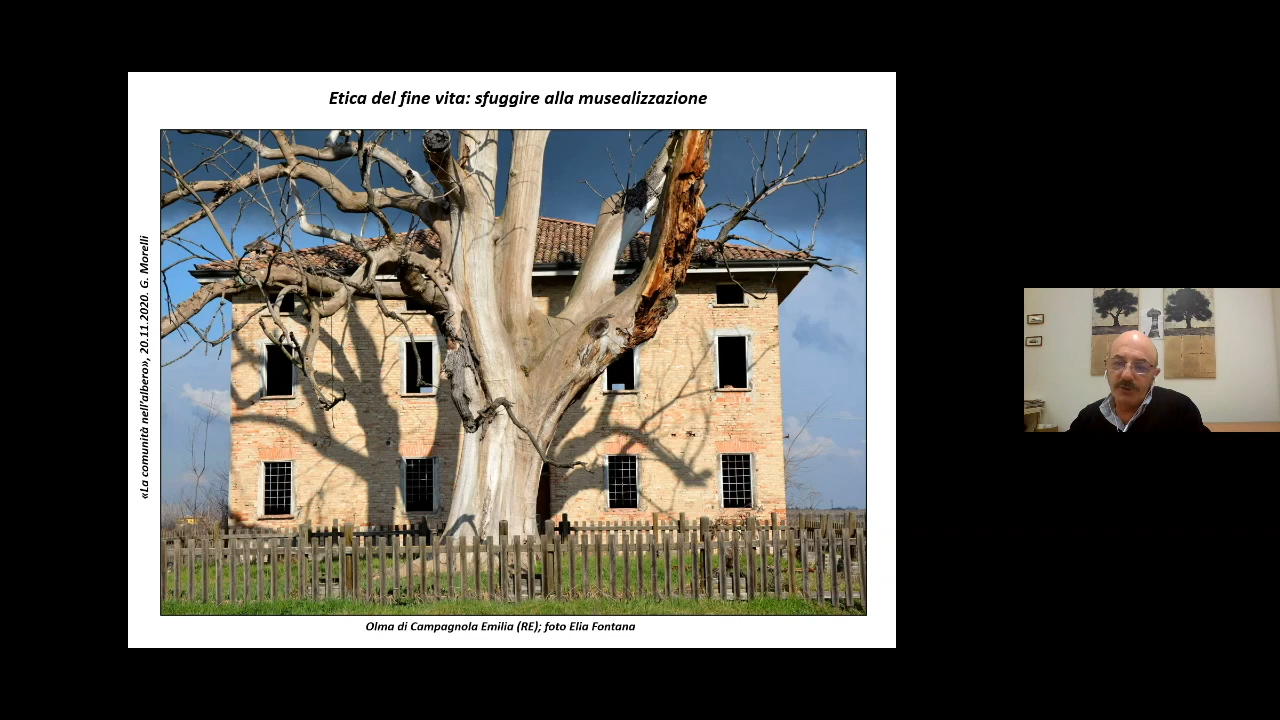 Etica del fine vita: sfuggire alla musealizzazione
«La comunità nell'albero», 20.11.2020. G. Morelli
Olma di Campagnola Emilia (RE); foto Elia Fontana